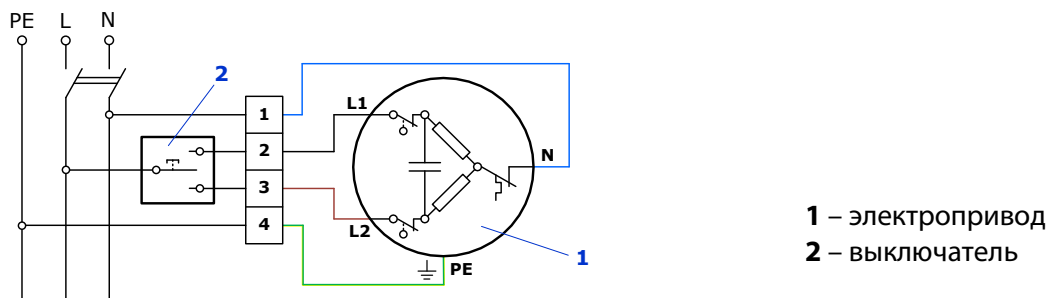 PE L N
2
1
L1
2
N
3
4
L2
PE
1
1 – электропривод
2 – выключатель